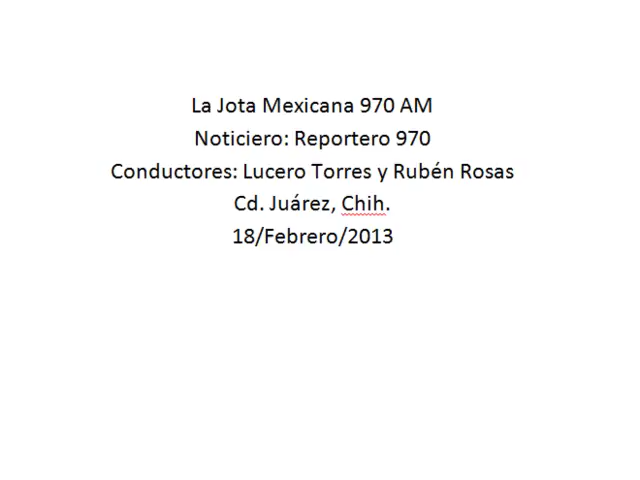 La Jota Mexicana 970 AM
Noticiero: Reportero 970
Conductores: Lucero Torres y Rubén Rosas
Cd. Juárez, Chih.
18/Febrero/2013